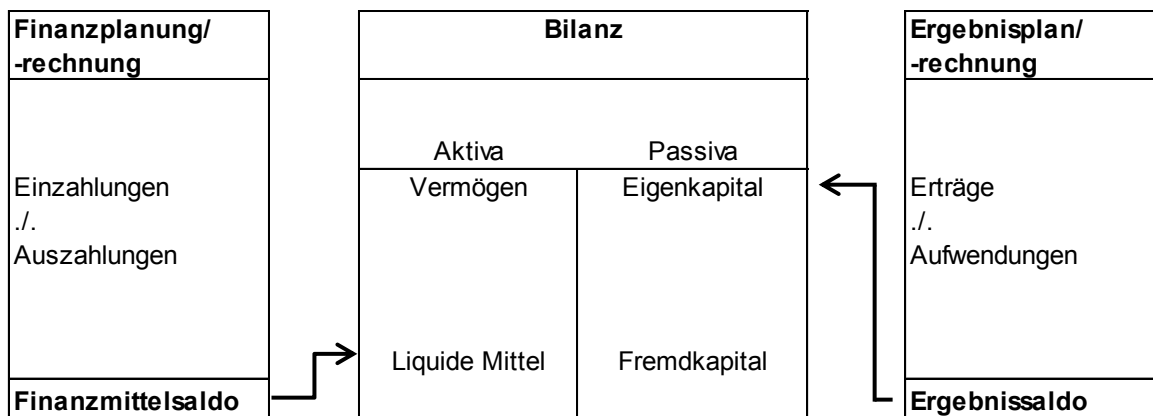 Finanzplanung/
-rechnung
Einzahlungen
./.
Auszahlungen
Finanzmittelsaldo
Bilanz
Aktiva Passiva
Vermögen Eigenkapital
Liquide Mittel Fremdkapital
Ergebnisplan/
-rechnung
Erträge
./.
Aufwendungen
Ergebnissaldo